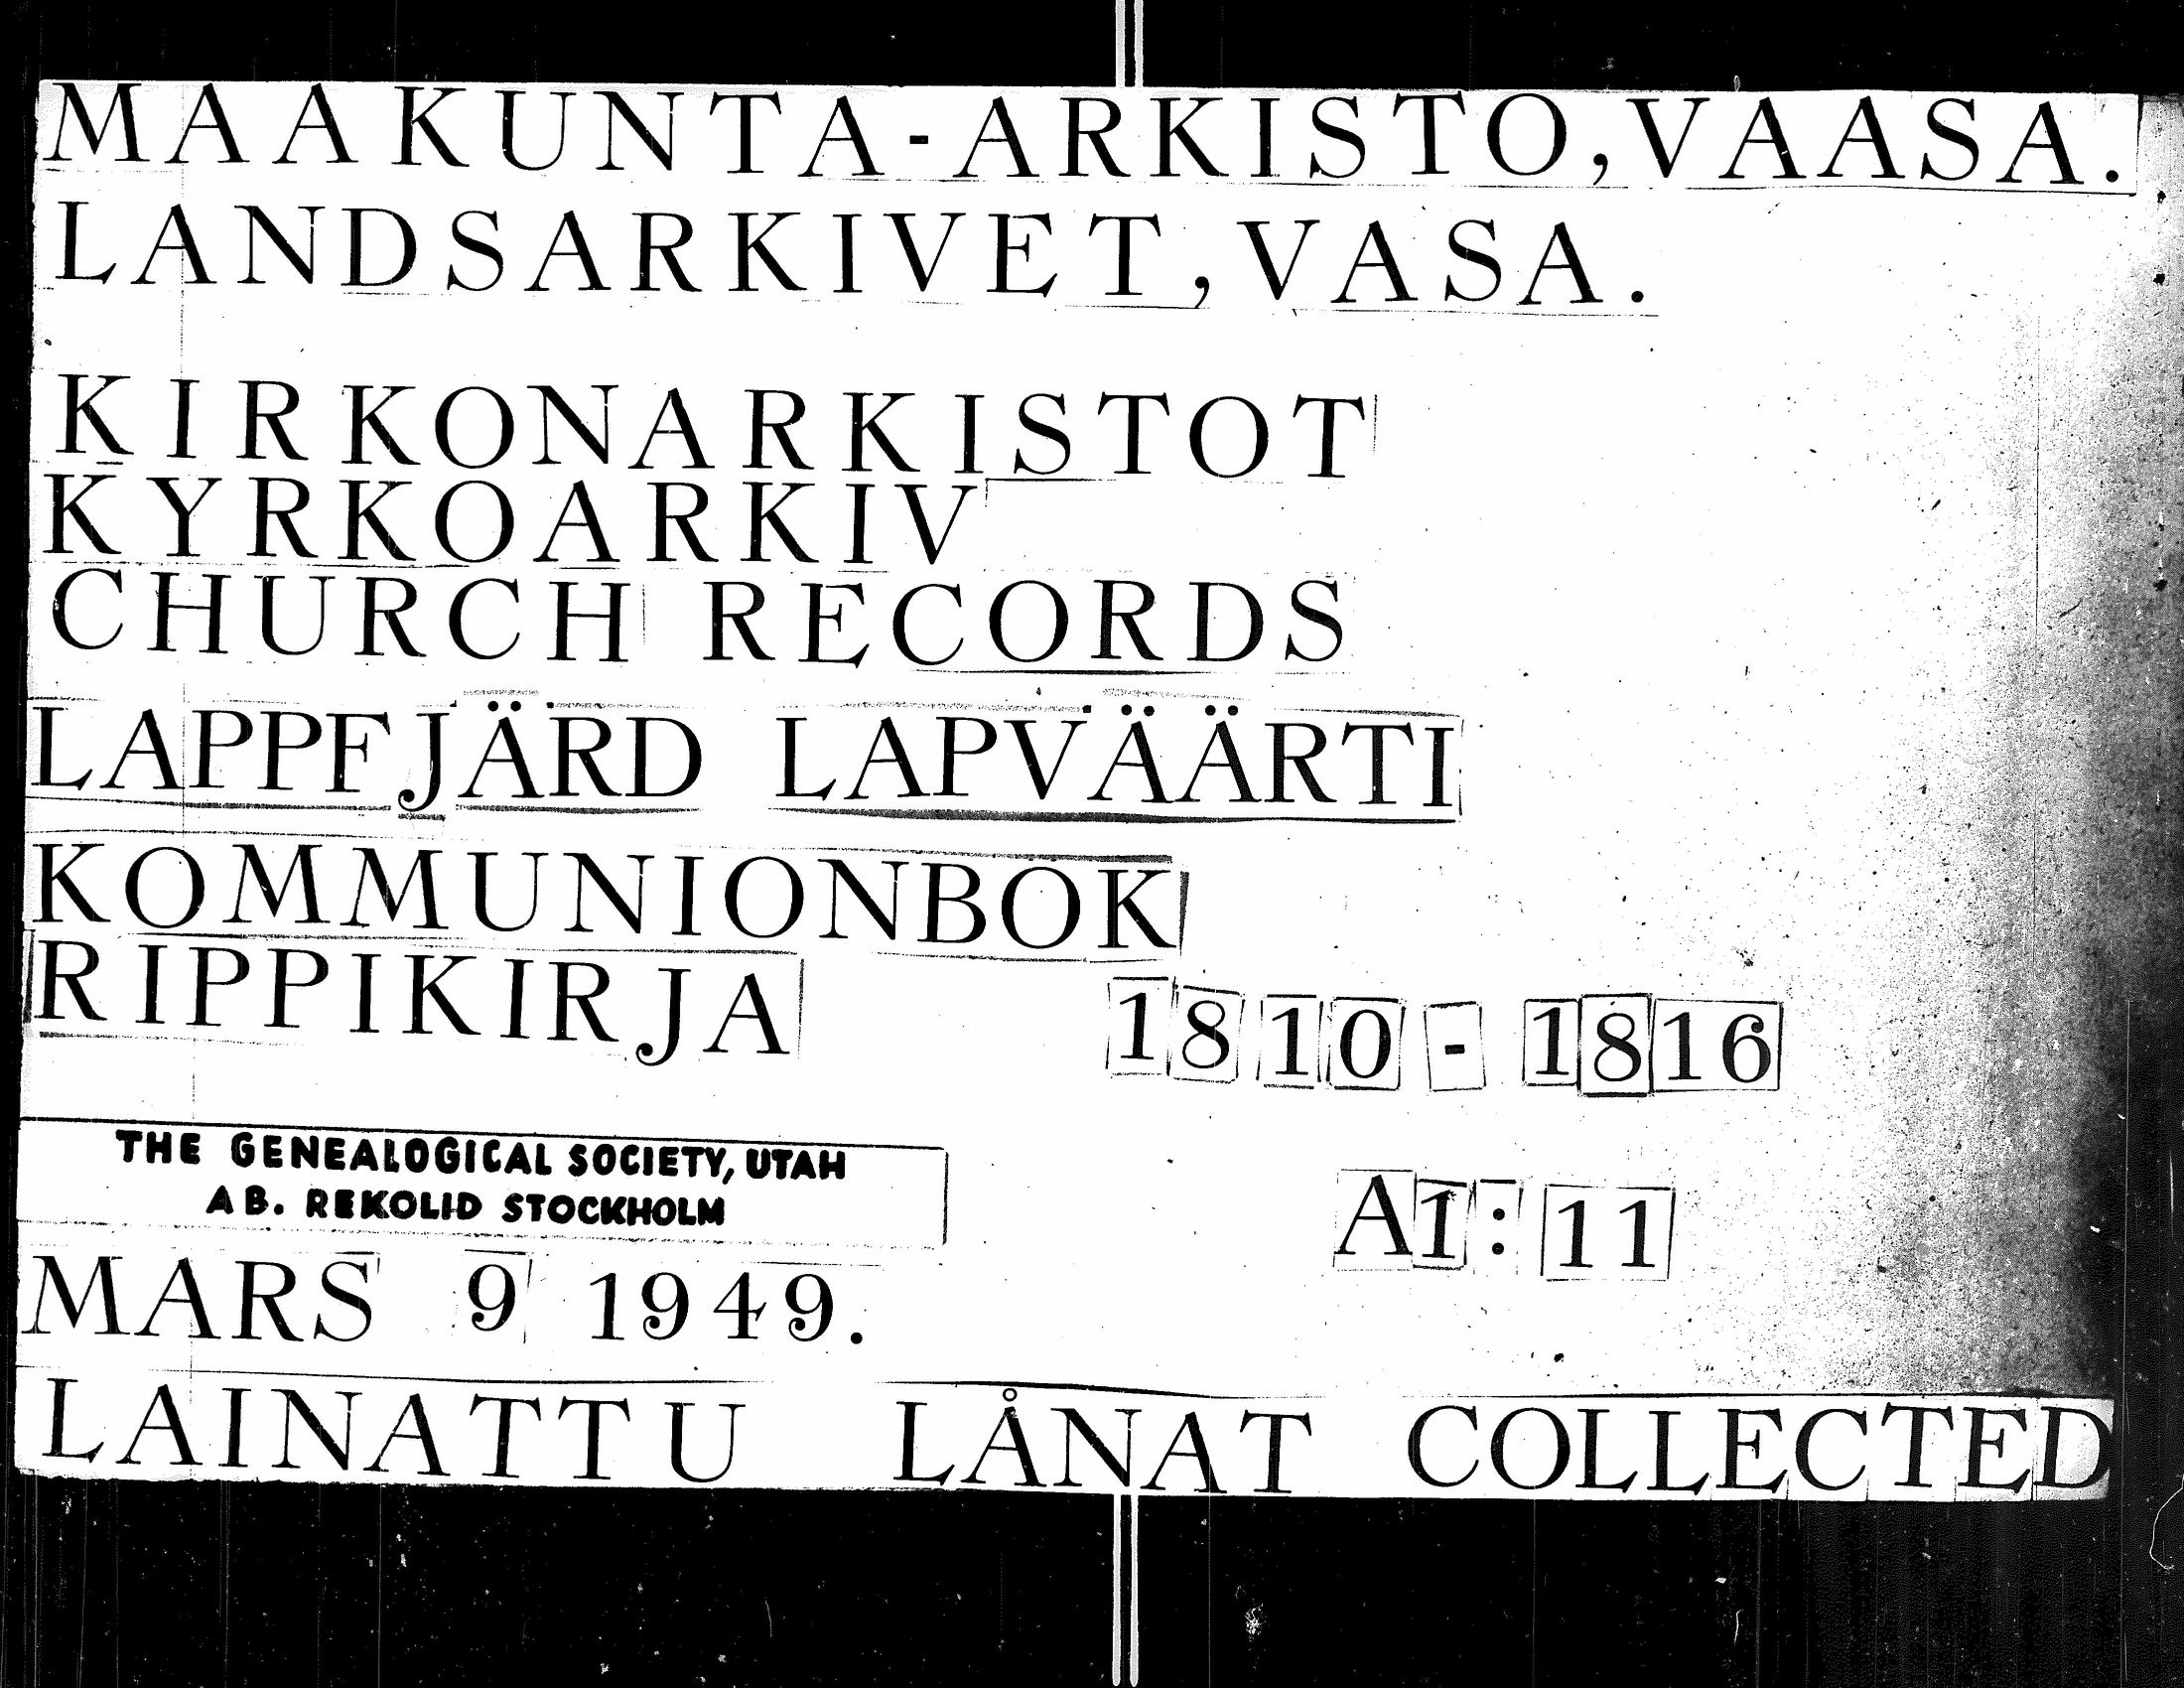 MAAKUNTA-ARKISTO, VAASA.
LANDSARKIVET, VASA.
KIRKONARKISTOT
KYRKOARKIV
CHURCH RECORDS
LAPPFJÄRD LAPVÄÄRTI
KOMMUNIONBOK
RIPPIKIRJA 1810-1816
THE GENEALOGICAL SOCIETY, UTAH
AB. REKOLID STOCKHOLM
A1:11
MARS 9 1949.
LAINATTU LÅNAT COLLECTED